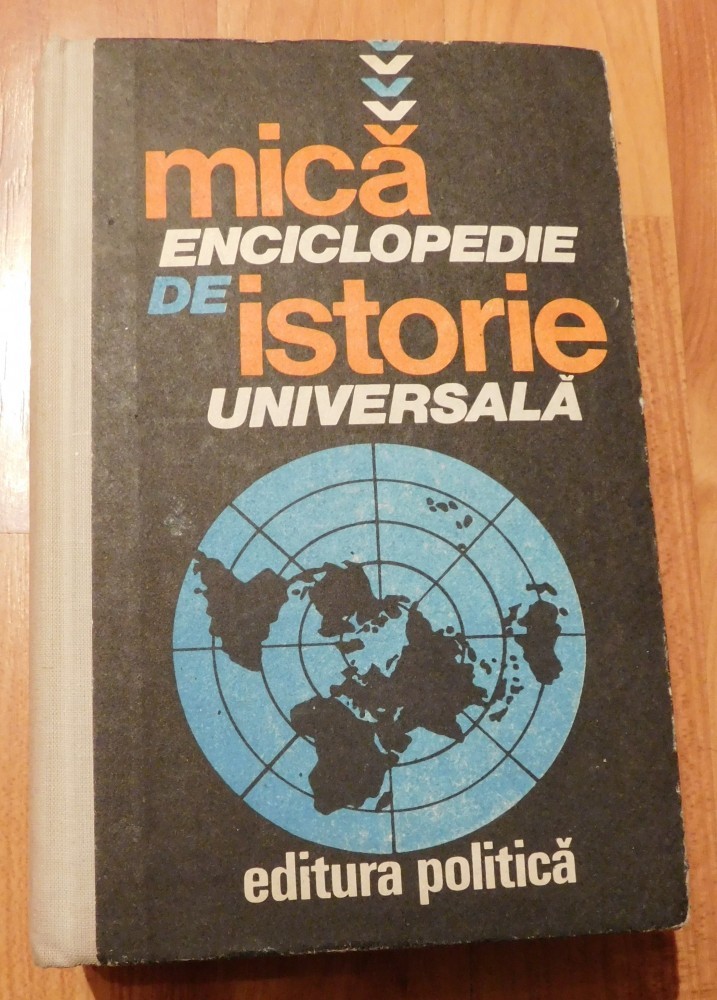 mică
ENCICLOPEDIE
DE istorie
UNIVERSALĂ
editura politică